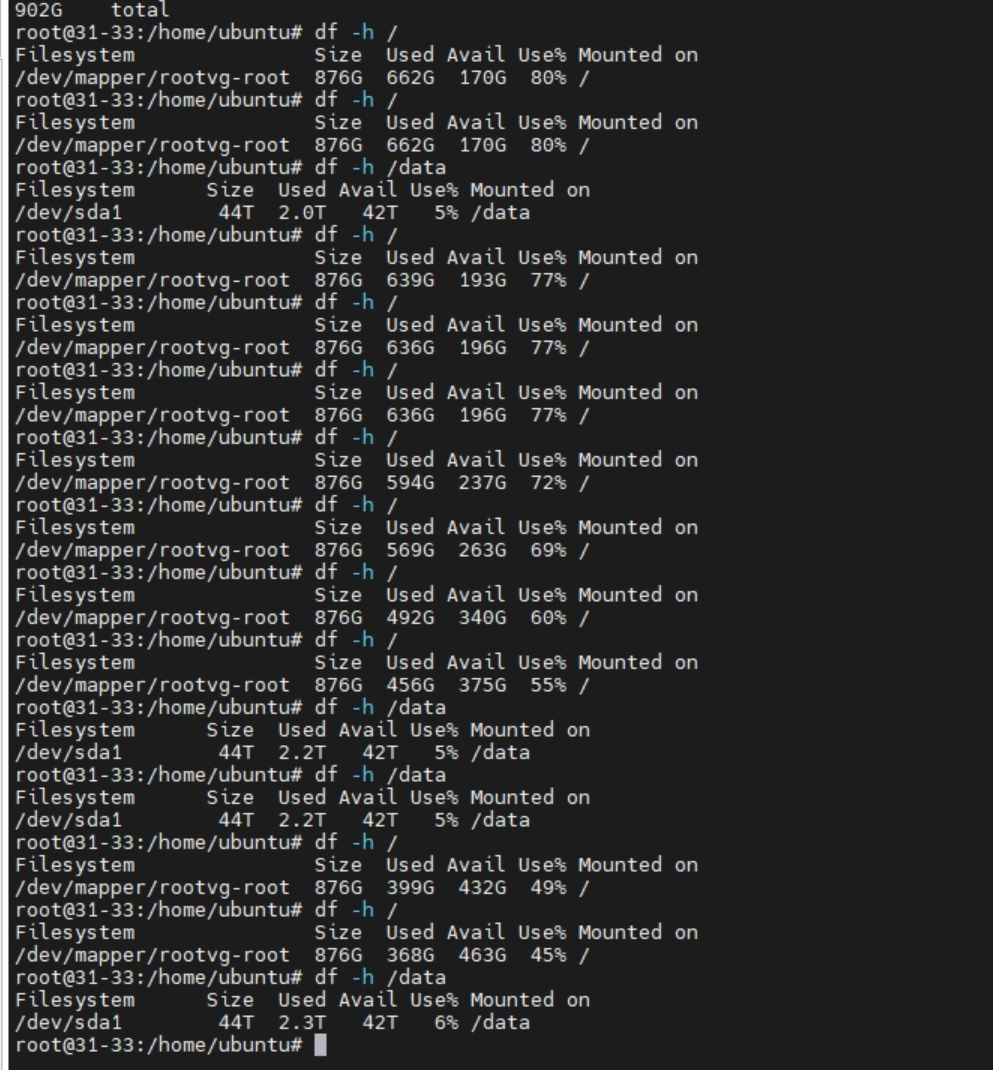 902G    total
root@31-33:/home/ubuntu# df -h /
Filesystem               Size  Used Avail Use% Mounted on
/dev/mapper/rootvg-root  876G  662G  170G  80% /
root@31-33:/home/ubuntu# df -h /
Filesystem               Size  Used Avail Use% Mounted on
/dev/mapper/rootvg-root  876G  662G  170G  80% /
root@31-33:/home/ubuntu# df -h /data
Filesystem      Size  Used Avail Use% Mounted on
/dev/sda1        44T  2.0T   42T   5% /data
root@31-33:/home/ubuntu# df -h /
Filesystem               Size  Used Avail Use% Mounted on
/dev/mapper/rootvg-root  876G  639G  193G  77% /
root@31-33:/home/ubuntu# df -h /
Filesystem               Size  Used Avail Use% Mounted on
/dev/mapper/rootvg-root  876G  636G  196G  77% /
root@31-33:/home/ubuntu# df -h /
Filesystem               Size  Used Avail Use% Mounted on
/dev/mapper/rootvg-root  876G  636G  196G  77% /
root@31-33:/home/ubuntu# df -h /
Filesystem               Size  Used Avail Use% Mounted on
/dev/mapper/rootvg-root  876G  594G  237G  72% /
root@31-33:/home/ubuntu# df -h /
Filesystem               Size  Used Avail Use% Mounted on
/dev/mapper/rootvg-root  876G  569G  263G  69% /
root@31-33:/home/ubuntu# df -h /
Filesystem               Size  Used Avail Use% Mounted on
/dev/mapper/rootvg-root  876G  492G  340G  60% /
root@31-33:/home/ubuntu# df -h /
Filesystem               Size  Used Avail Use% Mounted on
/dev/mapper/rootvg-root  876G  456G  375G  55% /
root@31-33:/home/ubuntu# df -h /data
Filesystem      Size  Used Avail Use% Mounted on
/dev/sda1        44T  2.2T   42T   5% /data
root@31-33:/home/ubuntu# df -h /data
Filesystem      Size  Used Avail Use% Mounted on
/dev/sda1        44T  2.2T   42T   5% /data
root@31-33:/home/ubuntu# df -h /
Filesystem               Size  Used Avail Use% Mounted on
/dev/mapper/rootvg-root  876G  399G  432G  49% /
root@31-33:/home/ubuntu# df -h /
Filesystem               Size  Used Avail Use% Mounted on
/dev/mapper/rootvg-root  876G  368G  463G  45% /
root@31-33:/home/ubuntu# df -h /data
Filesystem      Size  Used Avail Use% Mounted on
/dev/sda1        44T  2.3T   42T   6% /data
root@31-33:/home/ubuntu#